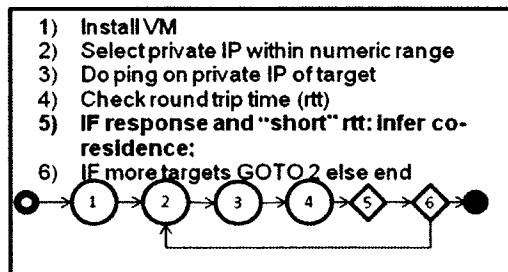 1) Install VM
2) Select private IP within numeric range
3) Do ping on private IP of target
4) Check round trip time (rtt)
5) IF response and "short" rtt: infer co-
residence;
6) IF more targets GOTO 2 else end
1 2 3 4 5 6